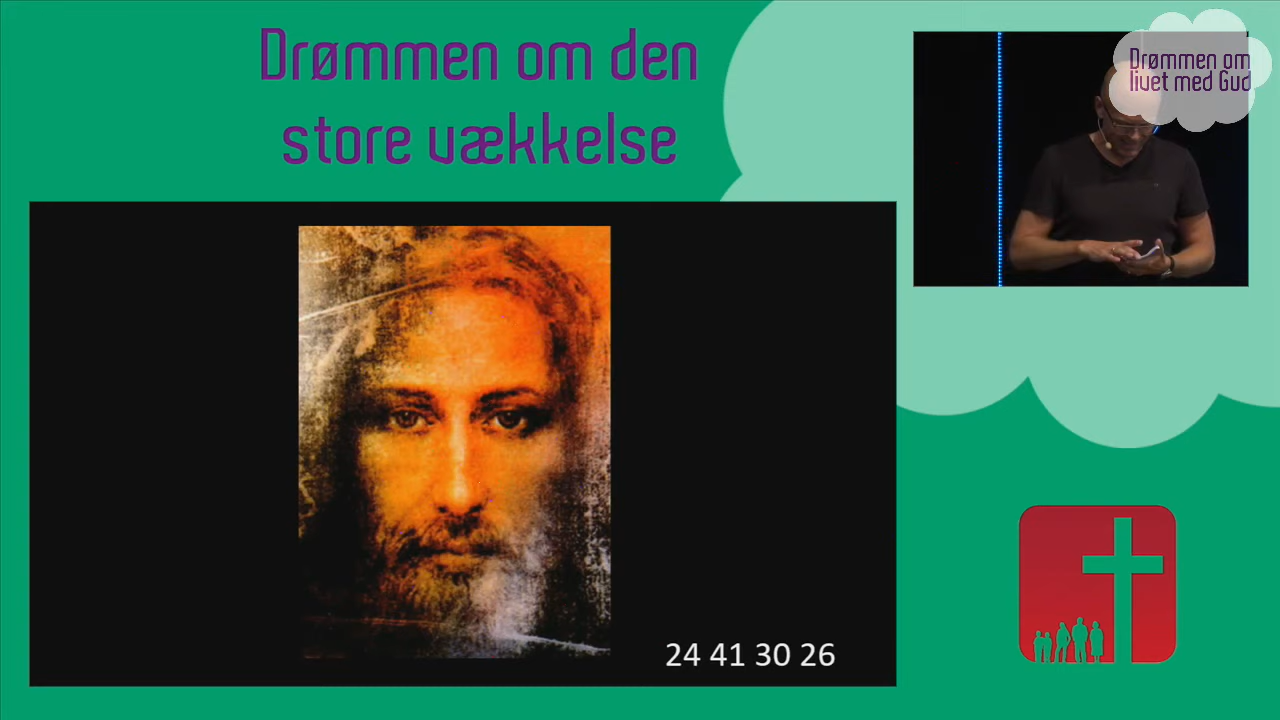 Drømmen om den
store vækkelse
Drømmen om
livet med Gud
24 41 30 26